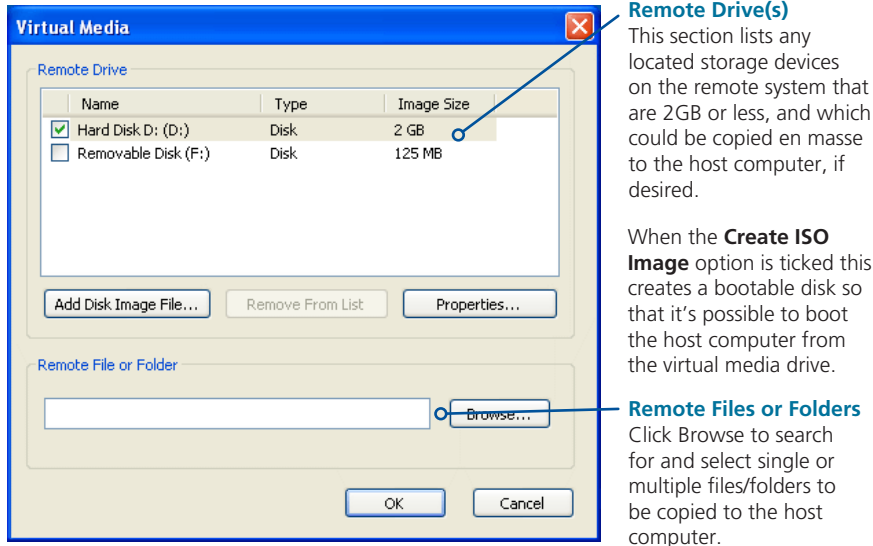 Virtual Media
Remote Drive
Name Type Image Size
Hard Disk D: (D:) Disk 2 GB
Removable Disk (F:) Disk 125 MB
Add Disk Image File... Remove From List Properties...
Remote File or Folder
Browse...
OK Cancel
Remote Drive(s)
This section lists any
located storage devices
on the remote system that
are 2GB or less, and which
could be copied en masse
to the host computer, if
desired.
When the Create ISO
Image option is ticked this
creates a bootable disk so
that it's possible to boot
the host computer from
the virtual media drive.
Remote Files or Folders
Click Browse to search
for and select single or
multiple files/folders to
be copied to the host
computer.